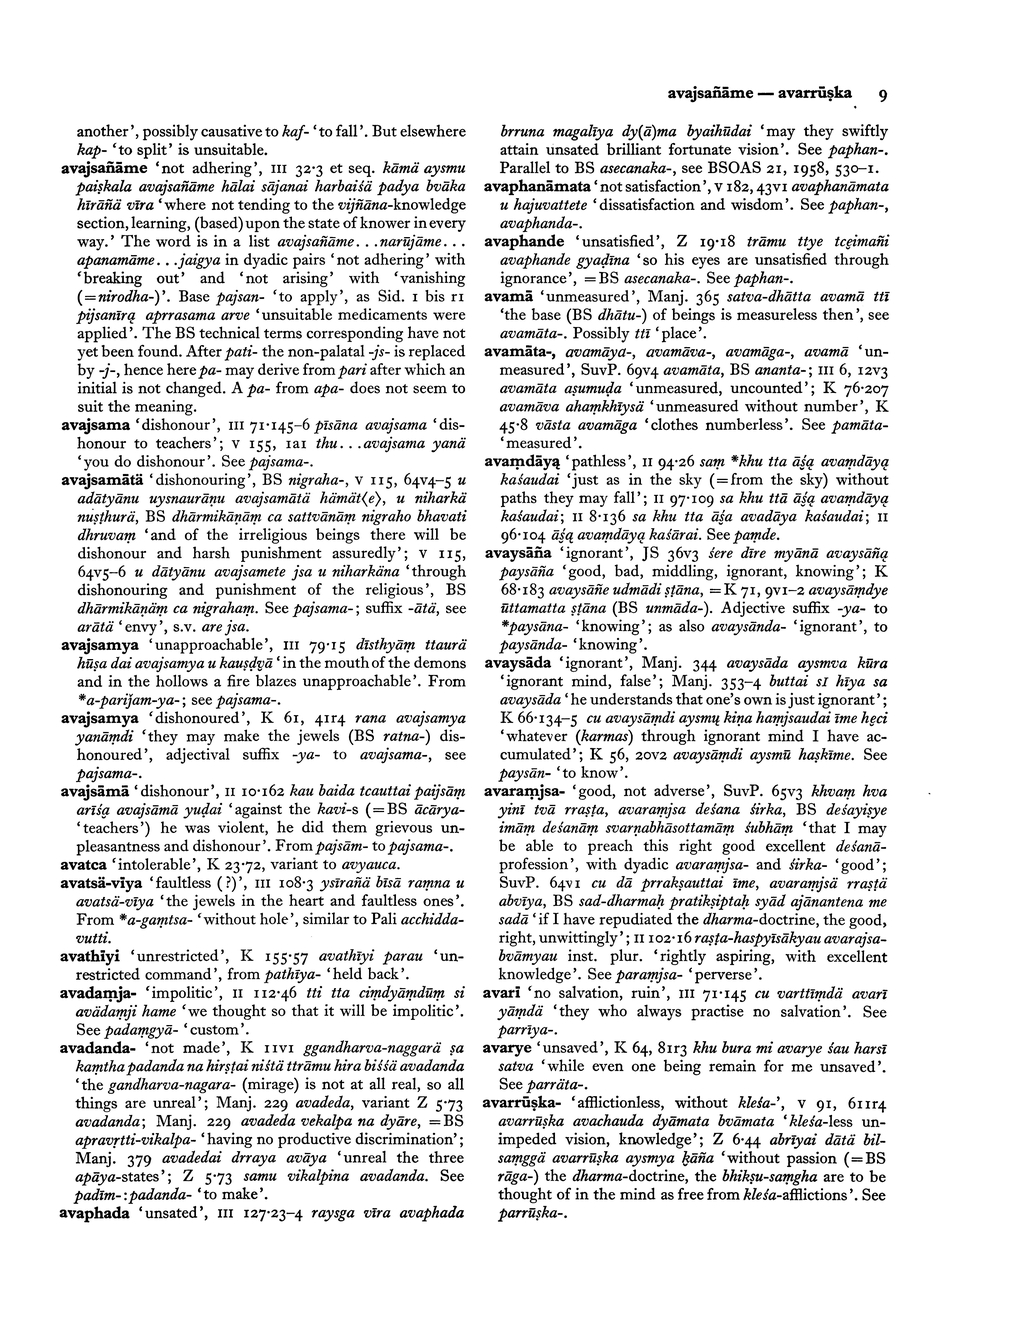 avajsañāme — avarrūṣka 9
another', possibly causative to kaf- 'to fall'. But elsewhere
kap- 'to split' is unsuitable.
avajsañāme 'not adhering', III 32·3 et seq. kāmä aysmu
paiṣkala avajsañāme hālai sājanai harbaiśä padya bvāka
hīrāñä vīra 'where not tending to the vijñāna-knowledge
section, learning, (based) upon the state of knower in every
way.' The word is in a list avajsañāme. . .narūjāme. . .
apanamāme. . .jaigya in dyadic pairs 'not adhering' with
'breaking out' and 'not arising' with 'vanishing
(=nirodha-)'. Base pajsan- 'to apply', as Sid. 1 bis r1
pijsanīrą aprrasama arve 'unsuitable medicaments were
applied'. The BS technical terms corresponding have not
yet been found. After pati- the non-palatal -js- is replaced
by -j-, hence here pa- may derive from pari after which an
initial is not changed. A pa- from apa- does not seem to
suit the meaning.
avajsama 'dishonour', III 71·145–6 pīsāna avajsama 'dis-
honour to teachers'; V 155, 1a1 thu. . .avajsama yanä
'you do dishonour'. See pajsama-.
avajsamātä 'dishonouring', BS nigraha-, V 115, 64v4–5 u
adātyānu uysnaurāṇu avajsamātä hämät⟨e⟩, u niharkä
nuṣṭhurä, BS dhārmikāṇāṃ ca sattvānāṃ nigraho bhavati
dhruvaṃ 'and of the irreligious beings there will be
dishonour and harsh punishment assuredly'; V 115,
64v5–6 u dātyānu avajsamete jsa u niharkäna 'through
dishonouring and punishment of the religious', BS
dhārmikāṇāṃ ca nigrahaṃ. See pajsama-; suffix -ātä, see
arātä 'envy', s.v. are jsa.
avajsamya 'unapproachable', III 79·15 dīsthyāṃ ttaurä
hūṣa dai avajsamya u kauṣḍyā 'in the mouth of the demons
and in the hollows a fire blazes unapproachable'. From
*a-pariǰam-ya-; see pajsama-.
avajsamya 'dishonoured', K 61, 41r4 rana avajsamya
yanāṃdi 'they may make the jewels (BS ratna-) dis-
honoured', adjectival suffix -ya- to avajsama-, see
pajsama-.
avajsāmā 'dishonour', II 10·162 kau baida tcauttai paijsāṃ
arīśa avajsāmā yuḍai 'against the kavi-s (=BS ācārya-
'teachers') he was violent, he did them grievous un-
pleasantness and dishonour'. From pajsāṃ- to pajsama-.
avatca 'intolerable', K 23·72, variant to avyauca.
avatsä-vīya 'faultless (?)', III 108·3 ysīrañä bīsā raṃna u
avatsä-vīya 'the jewels in the heart and faultless ones'.
From *a-gaṃtsa- 'without hole', similar to Pali acchidda-
vutti.
avathīyi 'unrestricted', K 155·57 avathīyi parau 'un-
restricted command', from pathīya- 'held back'.
avadaṃja- 'impolitic', II 112·46 tti tta ciṃdyāṃdūṃ si
avädaṃji hame 'we thought so that it will be impolitic'.
See padaṃgyā- 'custom'.
avadanda- 'not made', K 11v1 ggandharva-naggarä ṣa
kaṃtha padanda na hirṣṭai niśtä ttrāmu hira biśśä avadanda
'the gandharva-nagara- (mirage) is not at all real, so all
things are unreal'; Manj. 229 avadeda, variant Z 5·73
avadanda; Manj. 229 avadeda vekalpa na dyāre, =BS
apravṛtti-vikalpa- 'having no productive discrimination';
Manj. 379 avadedai drraya avāya 'unreal the three
apāya-states'; Z 5·73 samu vikalpina avadanda. See
padīm-:padanda- 'to make'.
avaphada 'unsated', III 127·23–4 raysga vīra avaphada
brruna magalīya dy(ā)ma byaihūdai 'may they swiftly
attain unsated brilliant fortunate vision'. See paphan-.
Parallel to BS asecanaka-, see BSOAS 21, 1958, 530–1.
avaphanāmata 'not satisfaction', V 182, 43v1 avaphanāmata
u hajuvattete 'dissatisfaction and wisdom'. See paphan-,
avaphanda-.
avaphande 'unsatisfied', Z 19·18 trāmu ttye tceimañi
avaphande gyaḍīna 'so his eyes are unsatisfied through
ignorance', =BS asecanaka-. See paphan-.
avamā 'unmeasured', Manj. 365 satva-dhātta avamā ttī
'the base (BS dhātu-) of beings is measureless then', see
avamāta-. Possibly ttī 'place'.
avamāta-, avamāya-, avamāva-, avamāga-, avamā 'un-
measured', SuvP. 69v4 avamāta, BS ananta-; III 6, 12v3
avamāta aṣumuḍa 'unmeasured, uncounted'; K 76·207
avamāva ahaṃkhīysä 'unmeasured without number', K
45·8 vāsta avamāga 'clothes numberless'. See pamāta-
'measured'.
avaṃdāyą 'pathless', II 94·26 saṃ *khu tta āśą avaṃdāyą
kaśaudai 'just as in the sky (=from the sky) without
paths they may fall'; II 97·109 sa khu ttā āśą avaṃdāyą
kaśaudai; II 8·136 sa khu tta āśa avadāya kaśaudai; II
96·104 āśą avaṃdāyą kaśārai. See paṃde.
avaysāña 'ignorant', JS 36v3 śere dīre myānā avaysāñą
paysāña 'good, bad, middling, ignorant, knowing'; K
68·183 avaysāñe udmādi ṣṭāna, =K 71, 9v1–2 avaysāṃdye
ūttamatta ṣṭāna (BS unmāda-). Adjective suffix -ya- to
*paysāna- 'knowing'; as also avaysānda- 'ignorant', to
paysānda- 'knowing'.
avaysāda 'ignorant', Manj. 344 avaysāda aysmva kūra
'ignorant mind, false'; Manj. 353–4 buttai sI hīya sa
avaysāda 'he understands that one's own is just ignorant';
K 66·134–5 cu avaysāṃdi aysmų kiṇa haṃjsaudai īme hęci
'whatever (karmas) through ignorant mind I have ac-
cumulated'; K 56, 20v2 avaysāṃdi aysmū haṣkīme. See
paysān- 'to know'.
avaraṃjsa- 'good, not adverse', SuvP. 65v3 khvaṃ hva
yinī tvā rraṣṭa, avaraṃjsa deśana śirka, BS deśayiṣye
imāṃ deśanāṃ svarṇabhāsottamāṃ śubhāṃ 'that I may
be able to preach this right good excellent deśanā-
profession', with dyadic avaraṃjsa- and śirka- 'good';
SuvP. 64v1 cu dā prrakṣauttai īme, avaraṃjsä rraṣṭä
abvīya, BS sad-dharmaḥ pratikṣiptaḥ syād ajānantena me
sadā 'if I have repudiated the dharma-doctrine, the good,
right, unwittingly'; II 102·16 raṣṭa-haspyīsākyau avarajsa-
bvāmyau inst. plur. 'rightly aspiring, with excellent
knowledge'. See paraṃjsa- 'perverse'.
avarī 'no salvation, ruin', III 71·145 cu varttīṃdä avarī
yāṃdä 'they who always practise no salvation'. See
parrīya-.
avarye 'unsaved', K 64, 81r3 khu bura mi avarye śau harśī
satva 'while even one being remain for me unsaved'.
See parräta-.
avarrūṣka- 'afflictionless, without kleśa-', V 91, 611r4
avarrūṣka avachauda dyāmata bvāmata 'kleśa-less un-
impeded vision, knowledge'; Z 6·44 abrīyai dātä bil-
saṃggä avarrūṣka aysmya ḱāña 'without passion (=BS
rāga-) the dharma-doctrine, the bhikṣu-saṃgha are to be
thought of in the mind as free from kleśa-afflictions'. See
parrūṣka-.